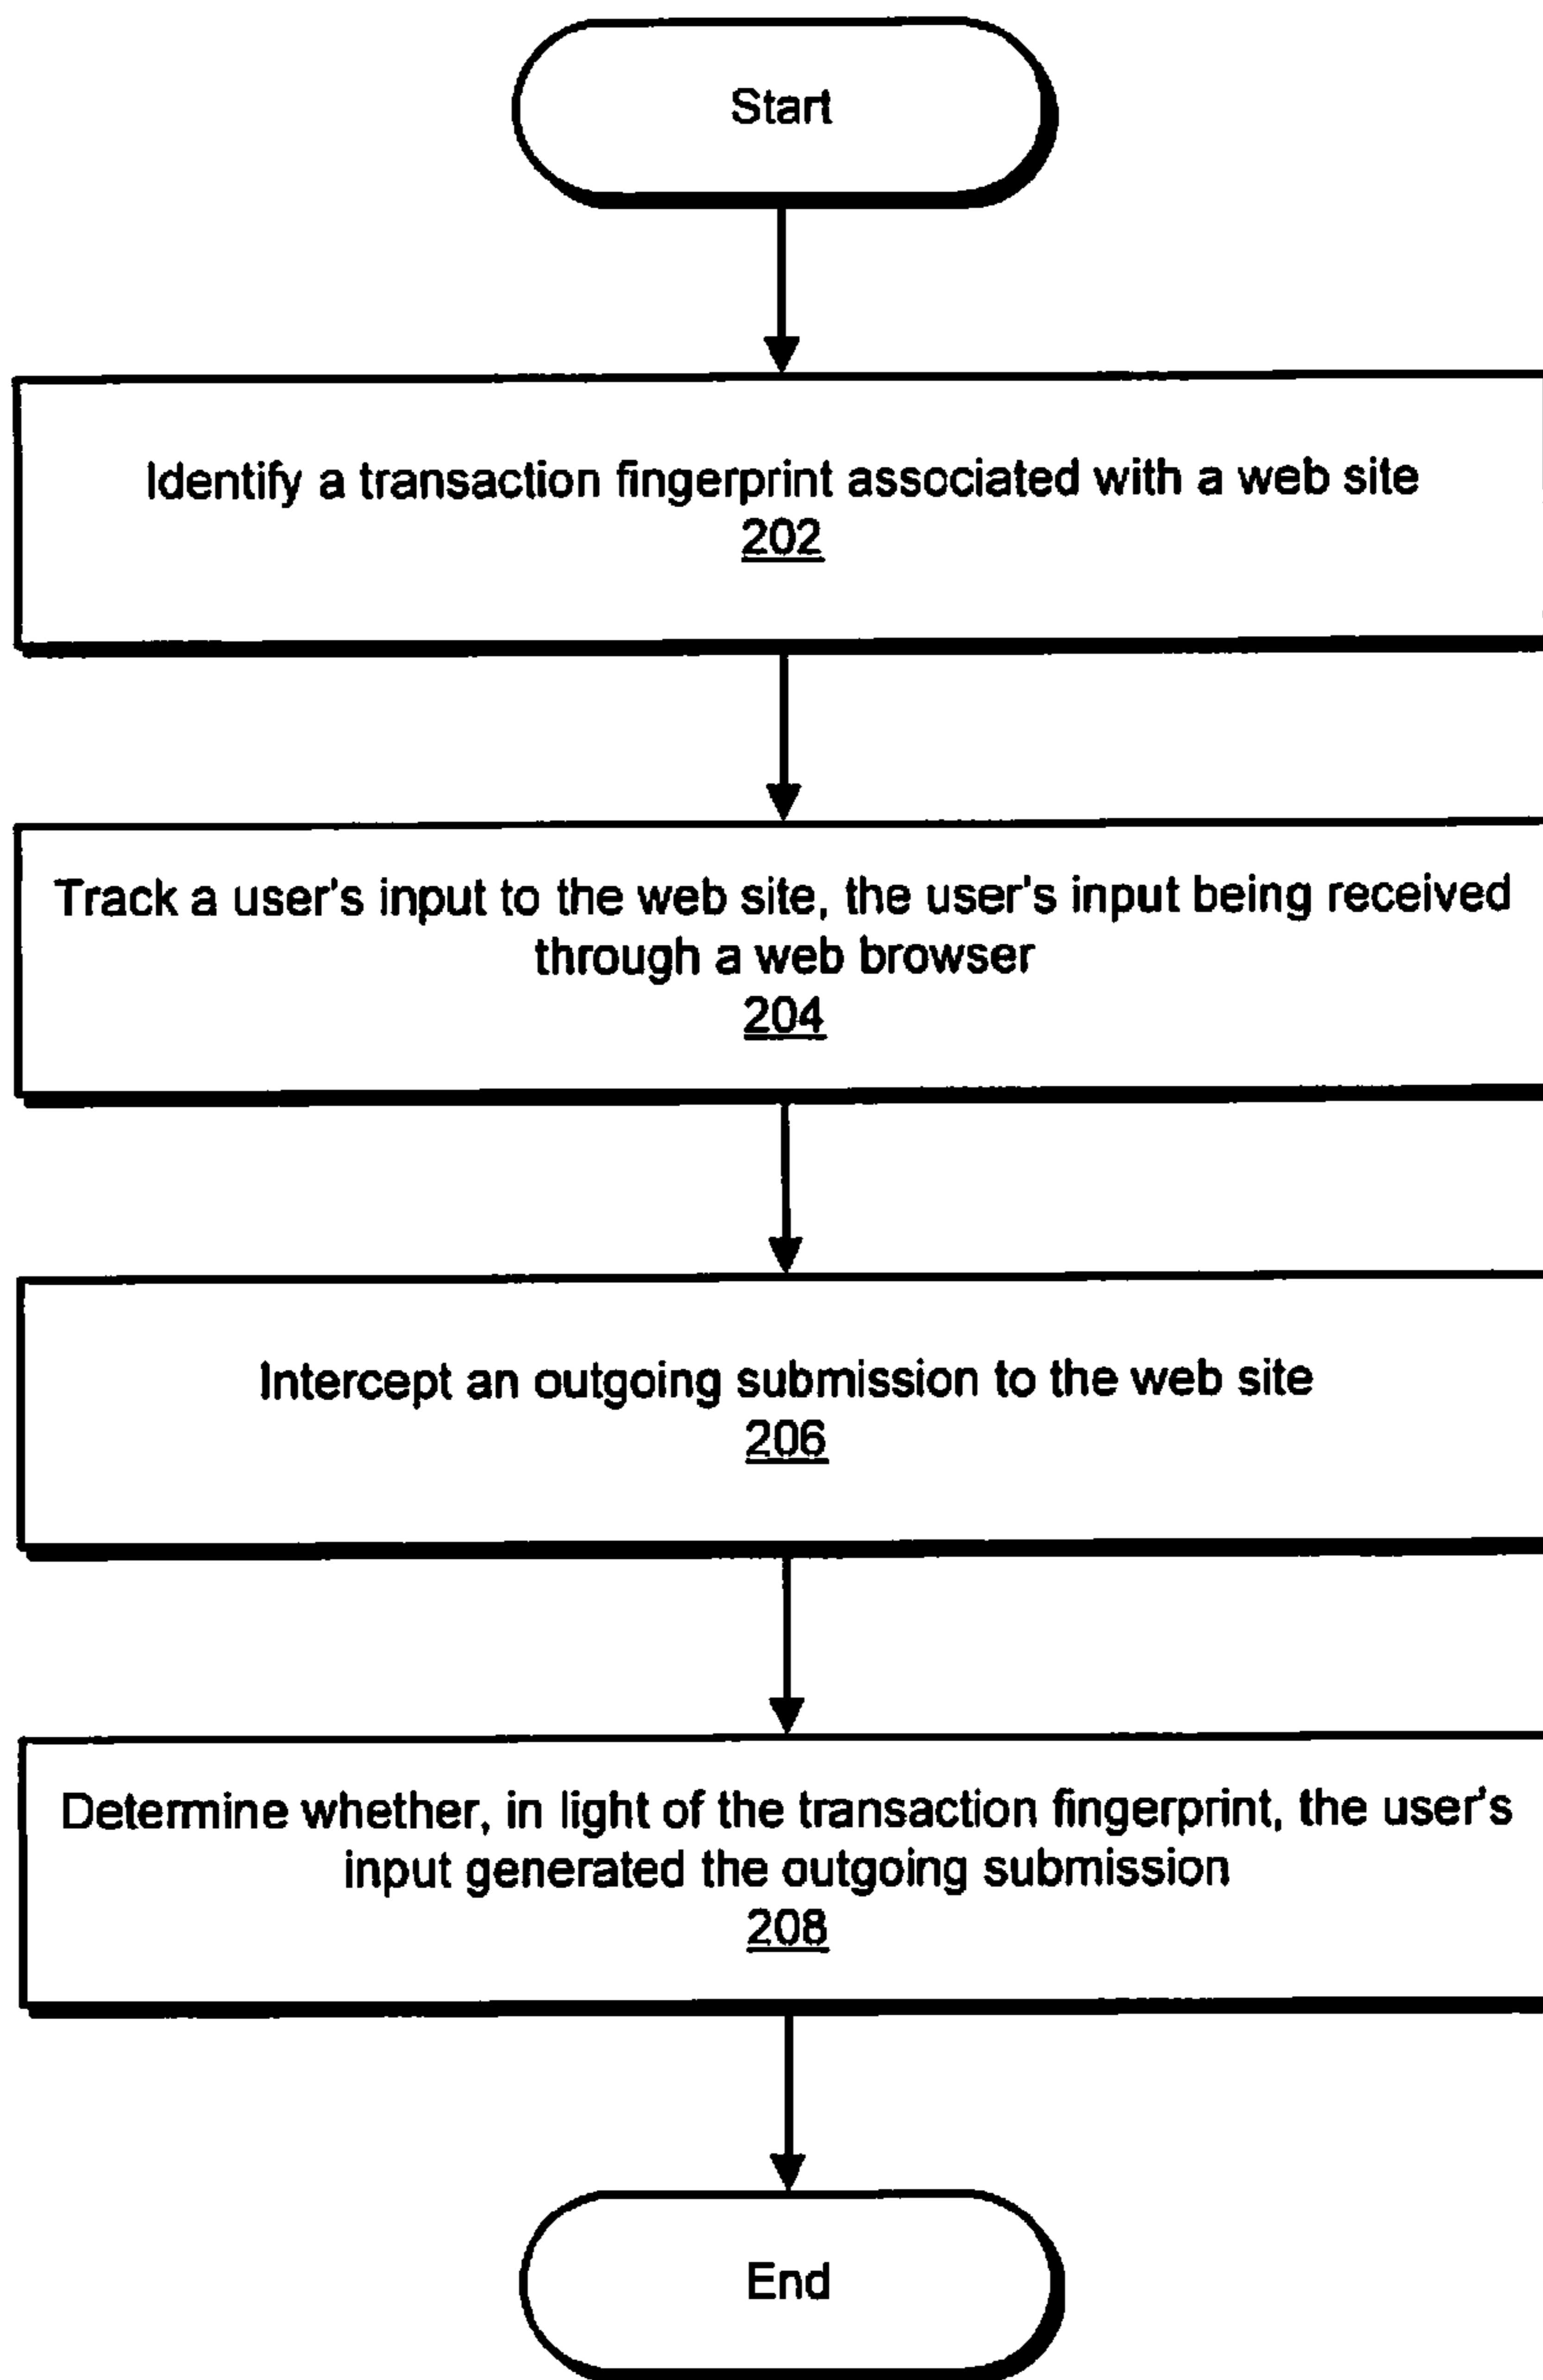 Start
Identify a transaction fingerprint associated with a web site
202
Track a user's input to the web site, the user's input being received
through a web browser
204
Intercept an outgoing submission to the web site
206
Determine whether, in light of the transaction fingerprint, the user's
input generated the outgoing submission
208
End